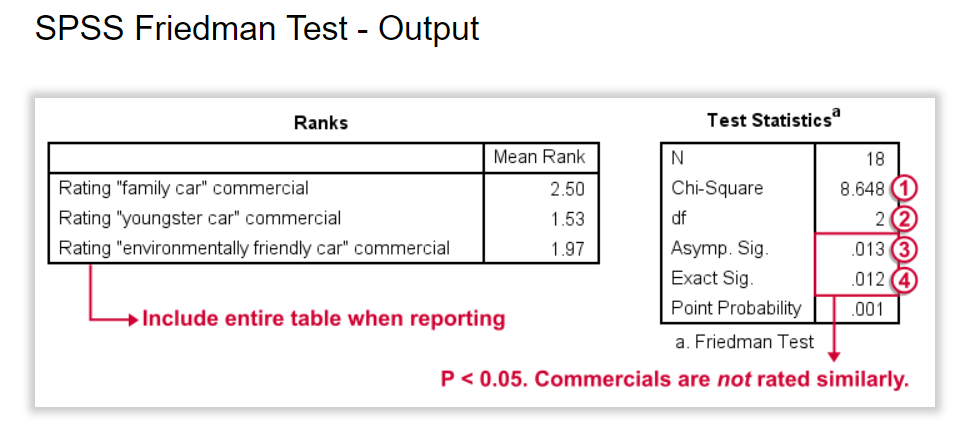 SPSS Friedman Test - Output
Ranks
Mean Rank
Rating "family car" commercial 2.50
Rating "youngster car" commercial 1.53
Rating "environmentally friendly car" commercial 1.97
Include entire table when reporting
Test Statisticsa
N 18
Chi-Square 8.648 1
df 2 2
Asymp. Sig. .013 3
Exact Sig. .012 4
Point Probability .001
a. Friedman Test
P < 0.05. Commercials are not rated similarly.